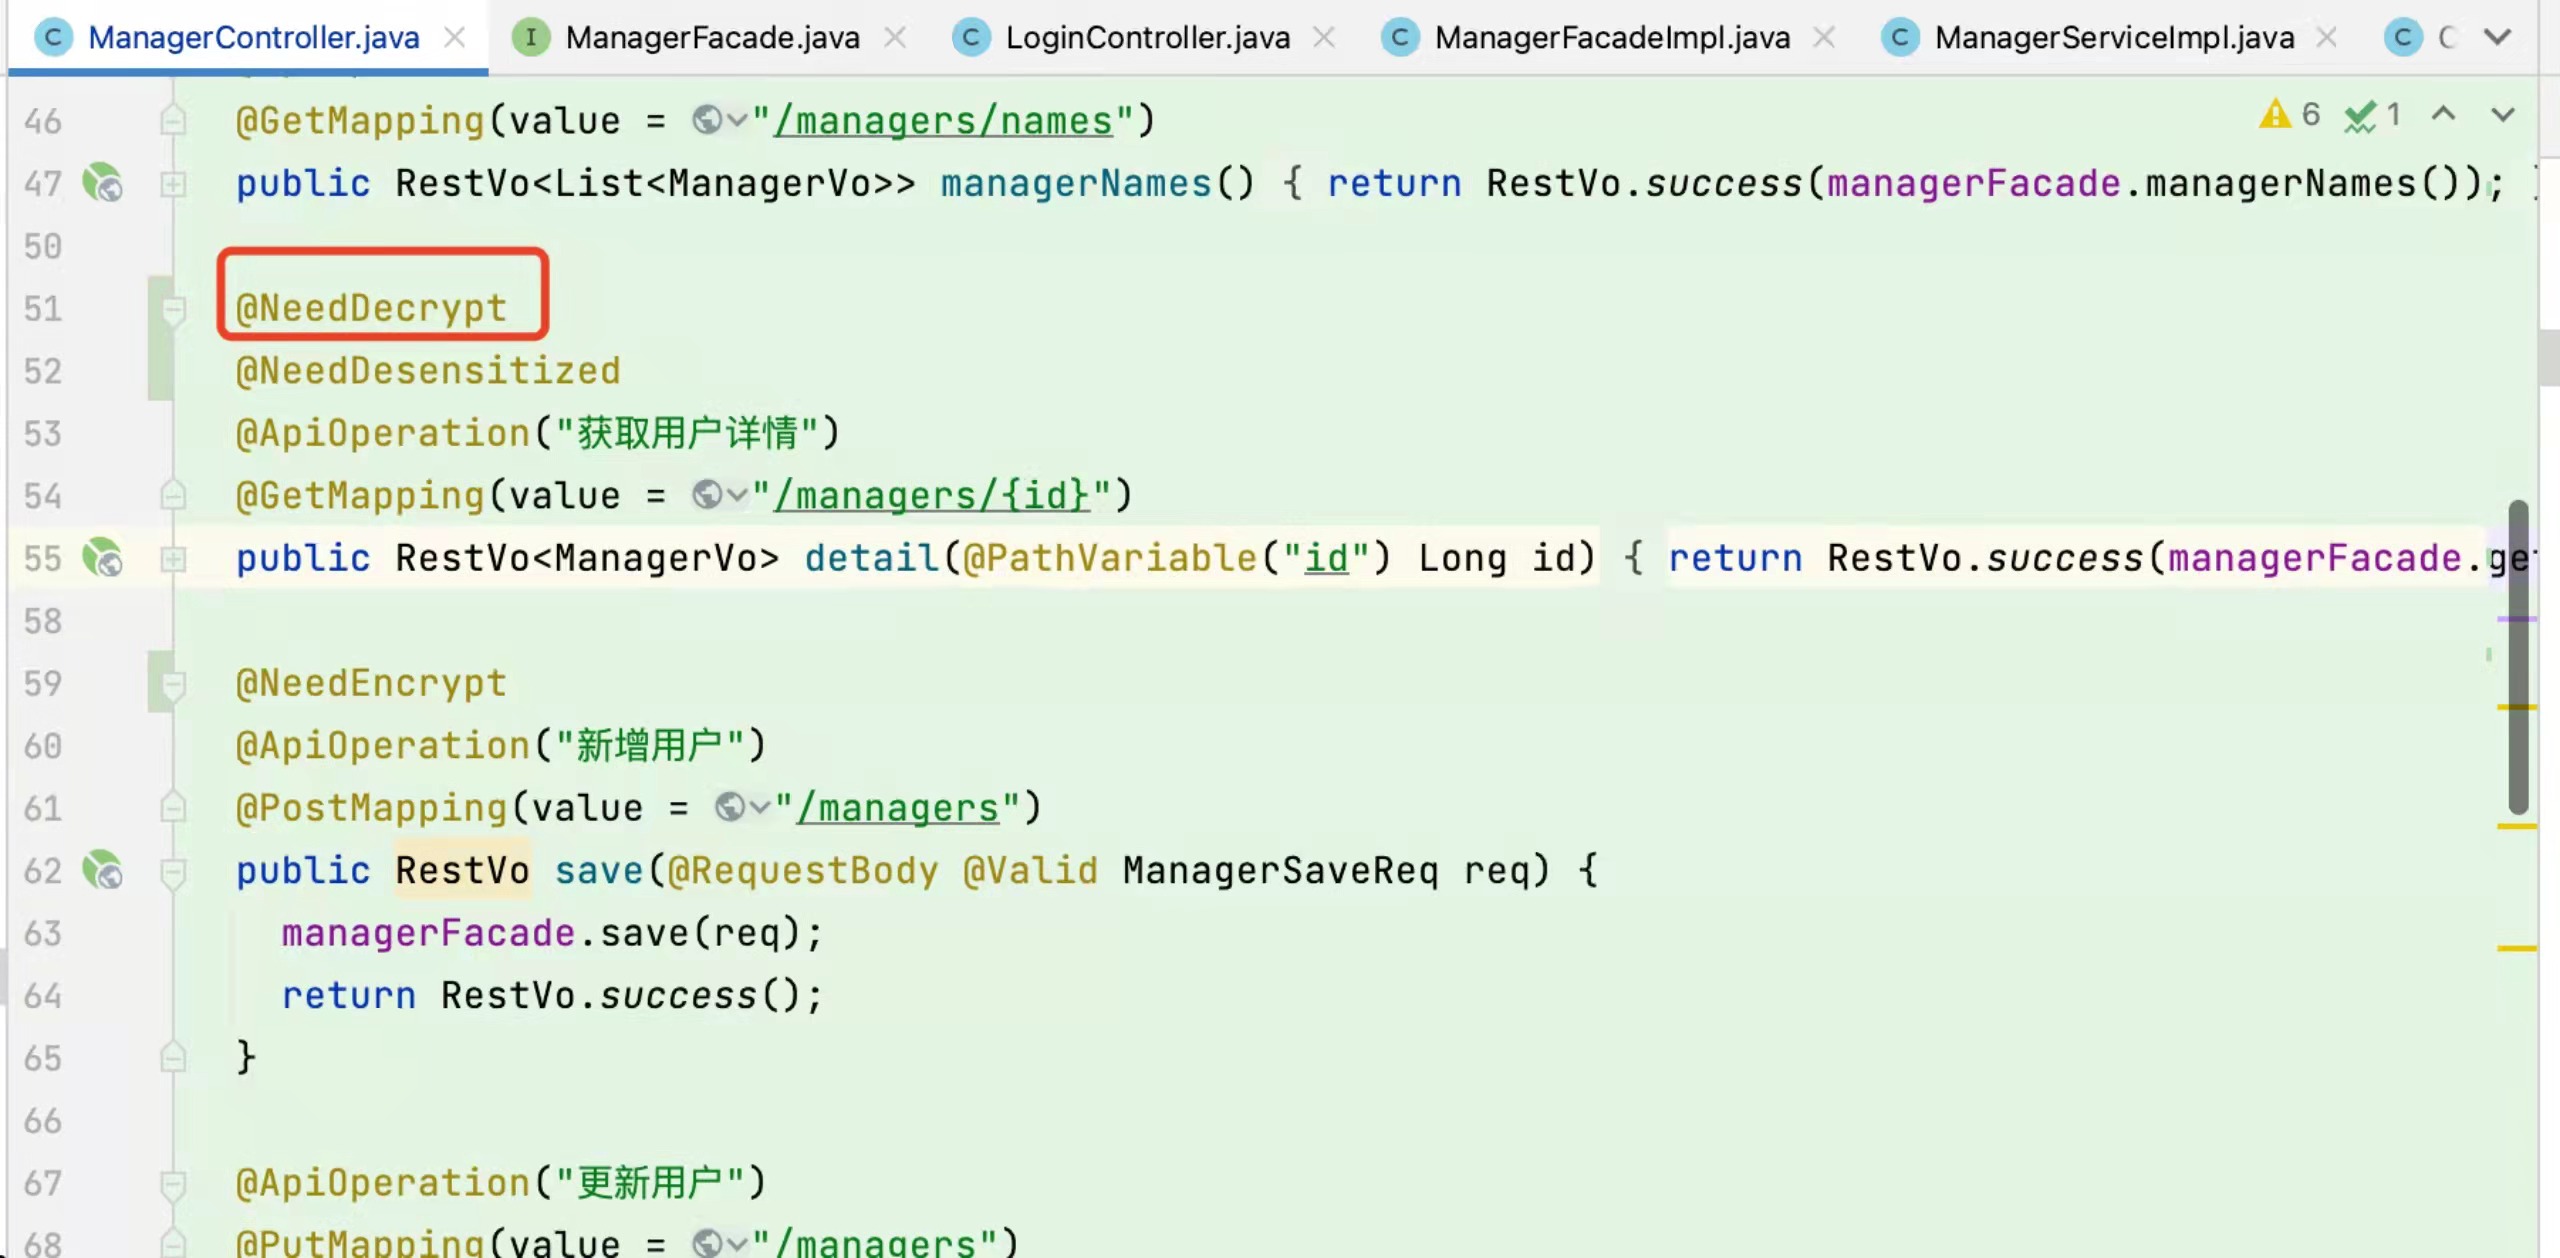 ManagerController.java ManagerFacade.java LoginController.java ManagerFacadeImpl.java ManagerServiceImpl.java
6 1
46 @GetMapping(value = "/managers/names")
47 public RestVo<List<ManagerVo>> managerNames() { return RestVo.success(managerFacade.managerNames());
50
51 @NeedDecrypt
52 @NeedDesensitized
53 @ApiOperation("获取用户详情")
54 @GetMapping(value = "/managers/{id}")
55 public RestVo<ManagerVo> detail(@PathVariable("id") Long id) { return RestVo.success(managerFacade.ge
58
59 @NeedEncrypt
60 @ApiOperation("新增用户")
61 @PostMapping(value = "/managers")
62 public RestVo save(@RequestBody @Valid ManagerSaveReq req) {
63 managerFacade.save(req);
64 return RestVo.success();
65 }
66
67 @ApiOperation("更新用户")
68 @PutMapping(value = "/managers")